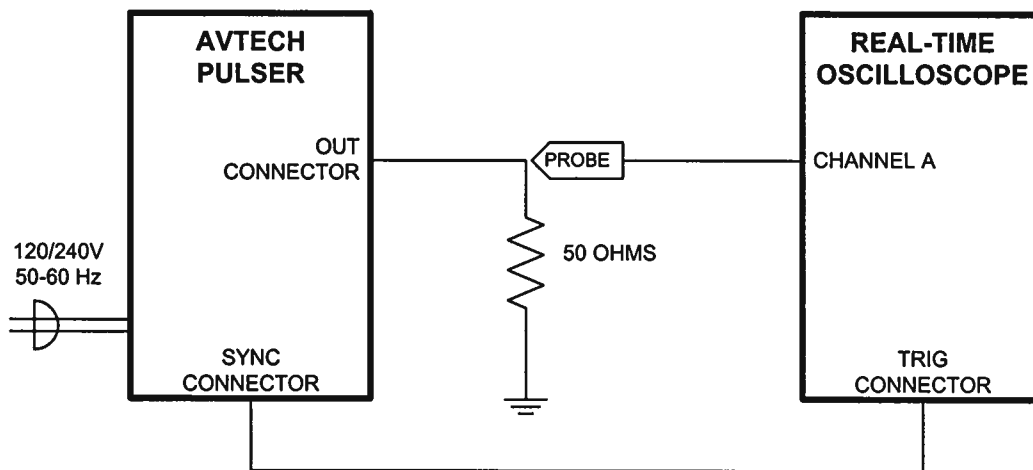 AVTECH
PULSER
REAL-TIME
OSCILLOSCOPE
OUT
CONNECTOR
PROBE
CHANNEL A
120/240V
50-60 Hz
50 OHMS
SYNC
CONNECTOR
TRIG
CONNECTOR